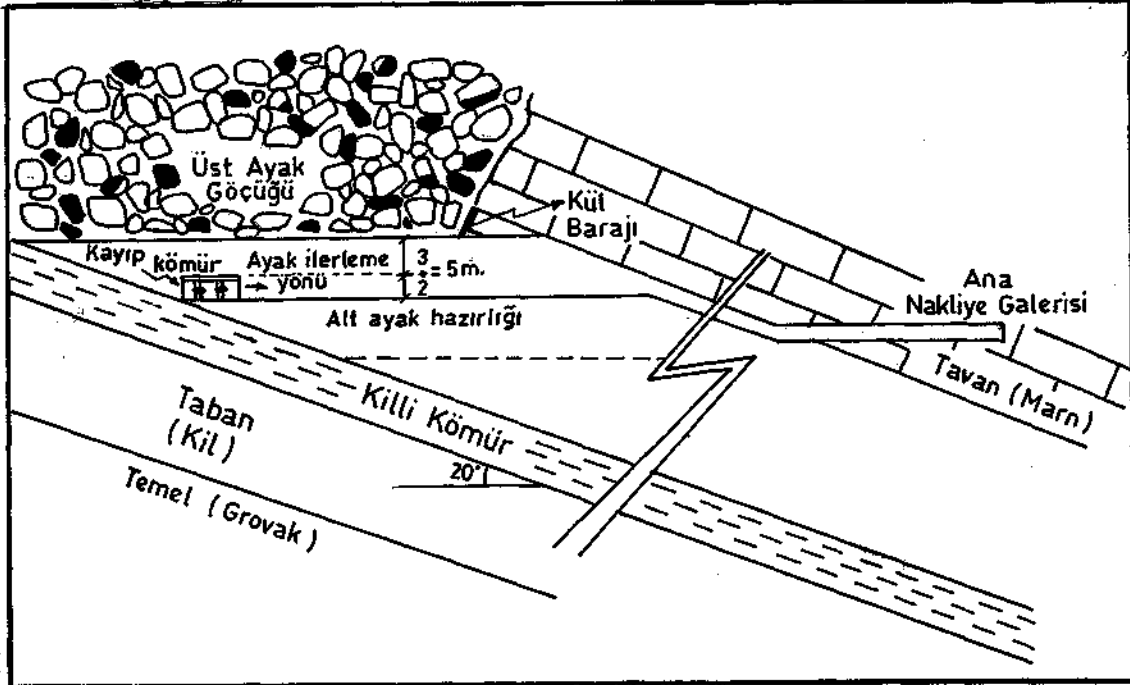 Üst Ayak
Göçüğü
Kül
Barajı
Kayıp kömür
Ayak ilerleme
yönü
3
2
= 5m.
Ana
Nakliye Galerisi
Alt ayak hazırlığı
Tavan (Marn)
Killi Kömür
Taban
(Kil)
20°
Temel (Grovak)